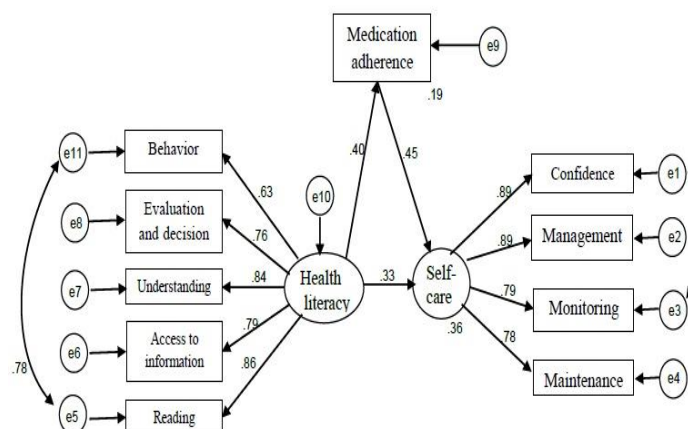 Medication
adherence
e9
.19
e11
Behavior
.40
.45
.63
e10
Confidence
e1
.89
e8
Evaluation
and decision
.76
.89
Management
e2
e7
Understanding
.84
Health
literacy
.33
Self-
care
.79
Monitoring
e3
e6
Access to
information
.79
.36
.78
.78
.86
Maintenance
e4
e5
Reading